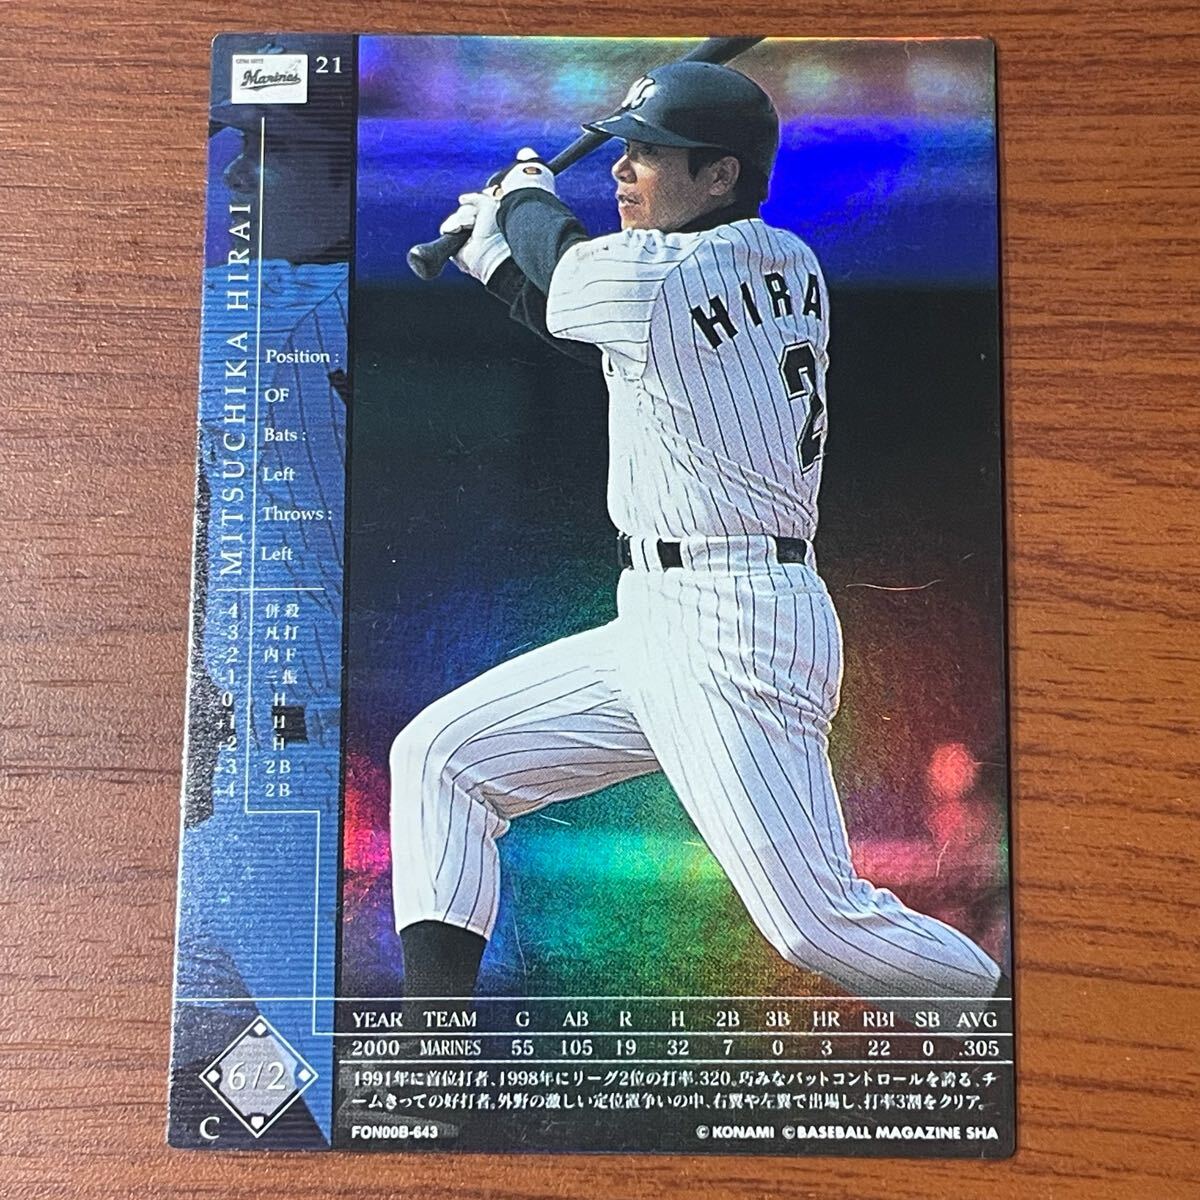 Marines
21
MITSUCHIKA HIRAI
Position :
OF
Bats :
Left
Throws :
Left
-4 併殺
-3 凡打
-2 内F
-1 三振
0 H
+1 H
+2 H
+3 2B
+4 2B
HIRA
2
YEAR TEAM G AB R H 2B 3B HR RBI SB AVG
2000 MARINES 55 105 19 32 7 0 3 22 0 .305
1991年に首位打者、1998年にリーグ2位の打率.320。巧みなバットコントロールを誇る、チ
ームきっての好打者。外野の激しい定位置争いの中、右翼や左翼で出場し、打率3割をクリア。
6/2
C
FON00B-643
© KONAMI © BASEBALL MAGAZINE SHA